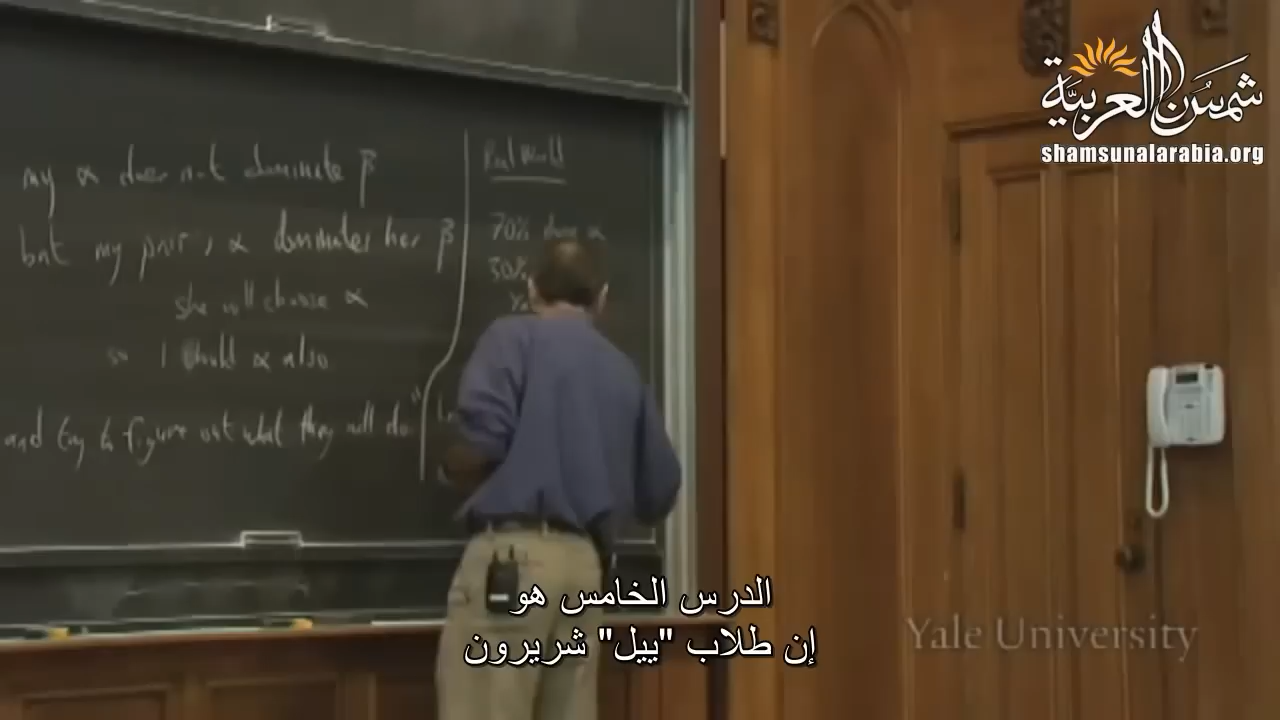 شمسُنا العربيّة
shamsunalarabia.org
my α does not dominate β
but my pair's α dominates her β
she will choose α
so I should α also
and try to figure out what they will do"
Real World
70% chose α
30%
الدرس الخامس هو
إن طلاب "ييل" شريرون
Yale University